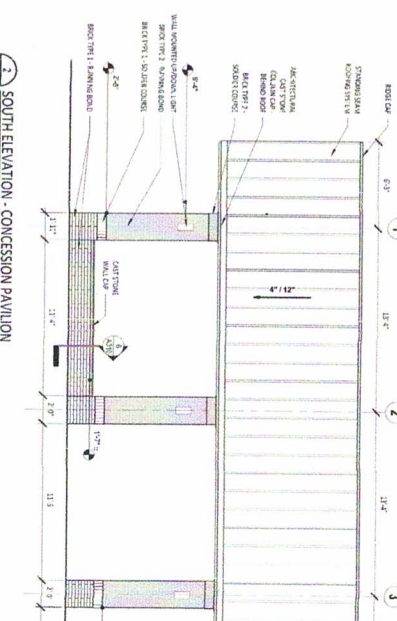 RIDGE CAP
STANDING SEAM
ROOFING SYSTEM
ARCHITECTURAL
CAST STONE
COLUMN CAP
BEHIND ROOF
BRICK TYPE 2 -
SOLDIER COURSE
8'-4"
WALL MOUNTED UP/DOWN LIGHT
BRICK TYPE 2 - RUNNING BOND
BRICK TYPE 1 - SOLDIER COURSE
2'-8"
BRICK TYPE 1 - RUNNING BOND
6'-3"
1
13'-4"
2
13'-4"
3
4" / 12"
CAST STONE
WALL CAP
6
1'-11"
11'-4"
2'-0"
2'-0"
2
SOUTH ELEVATION - CONCESSION PAVILION